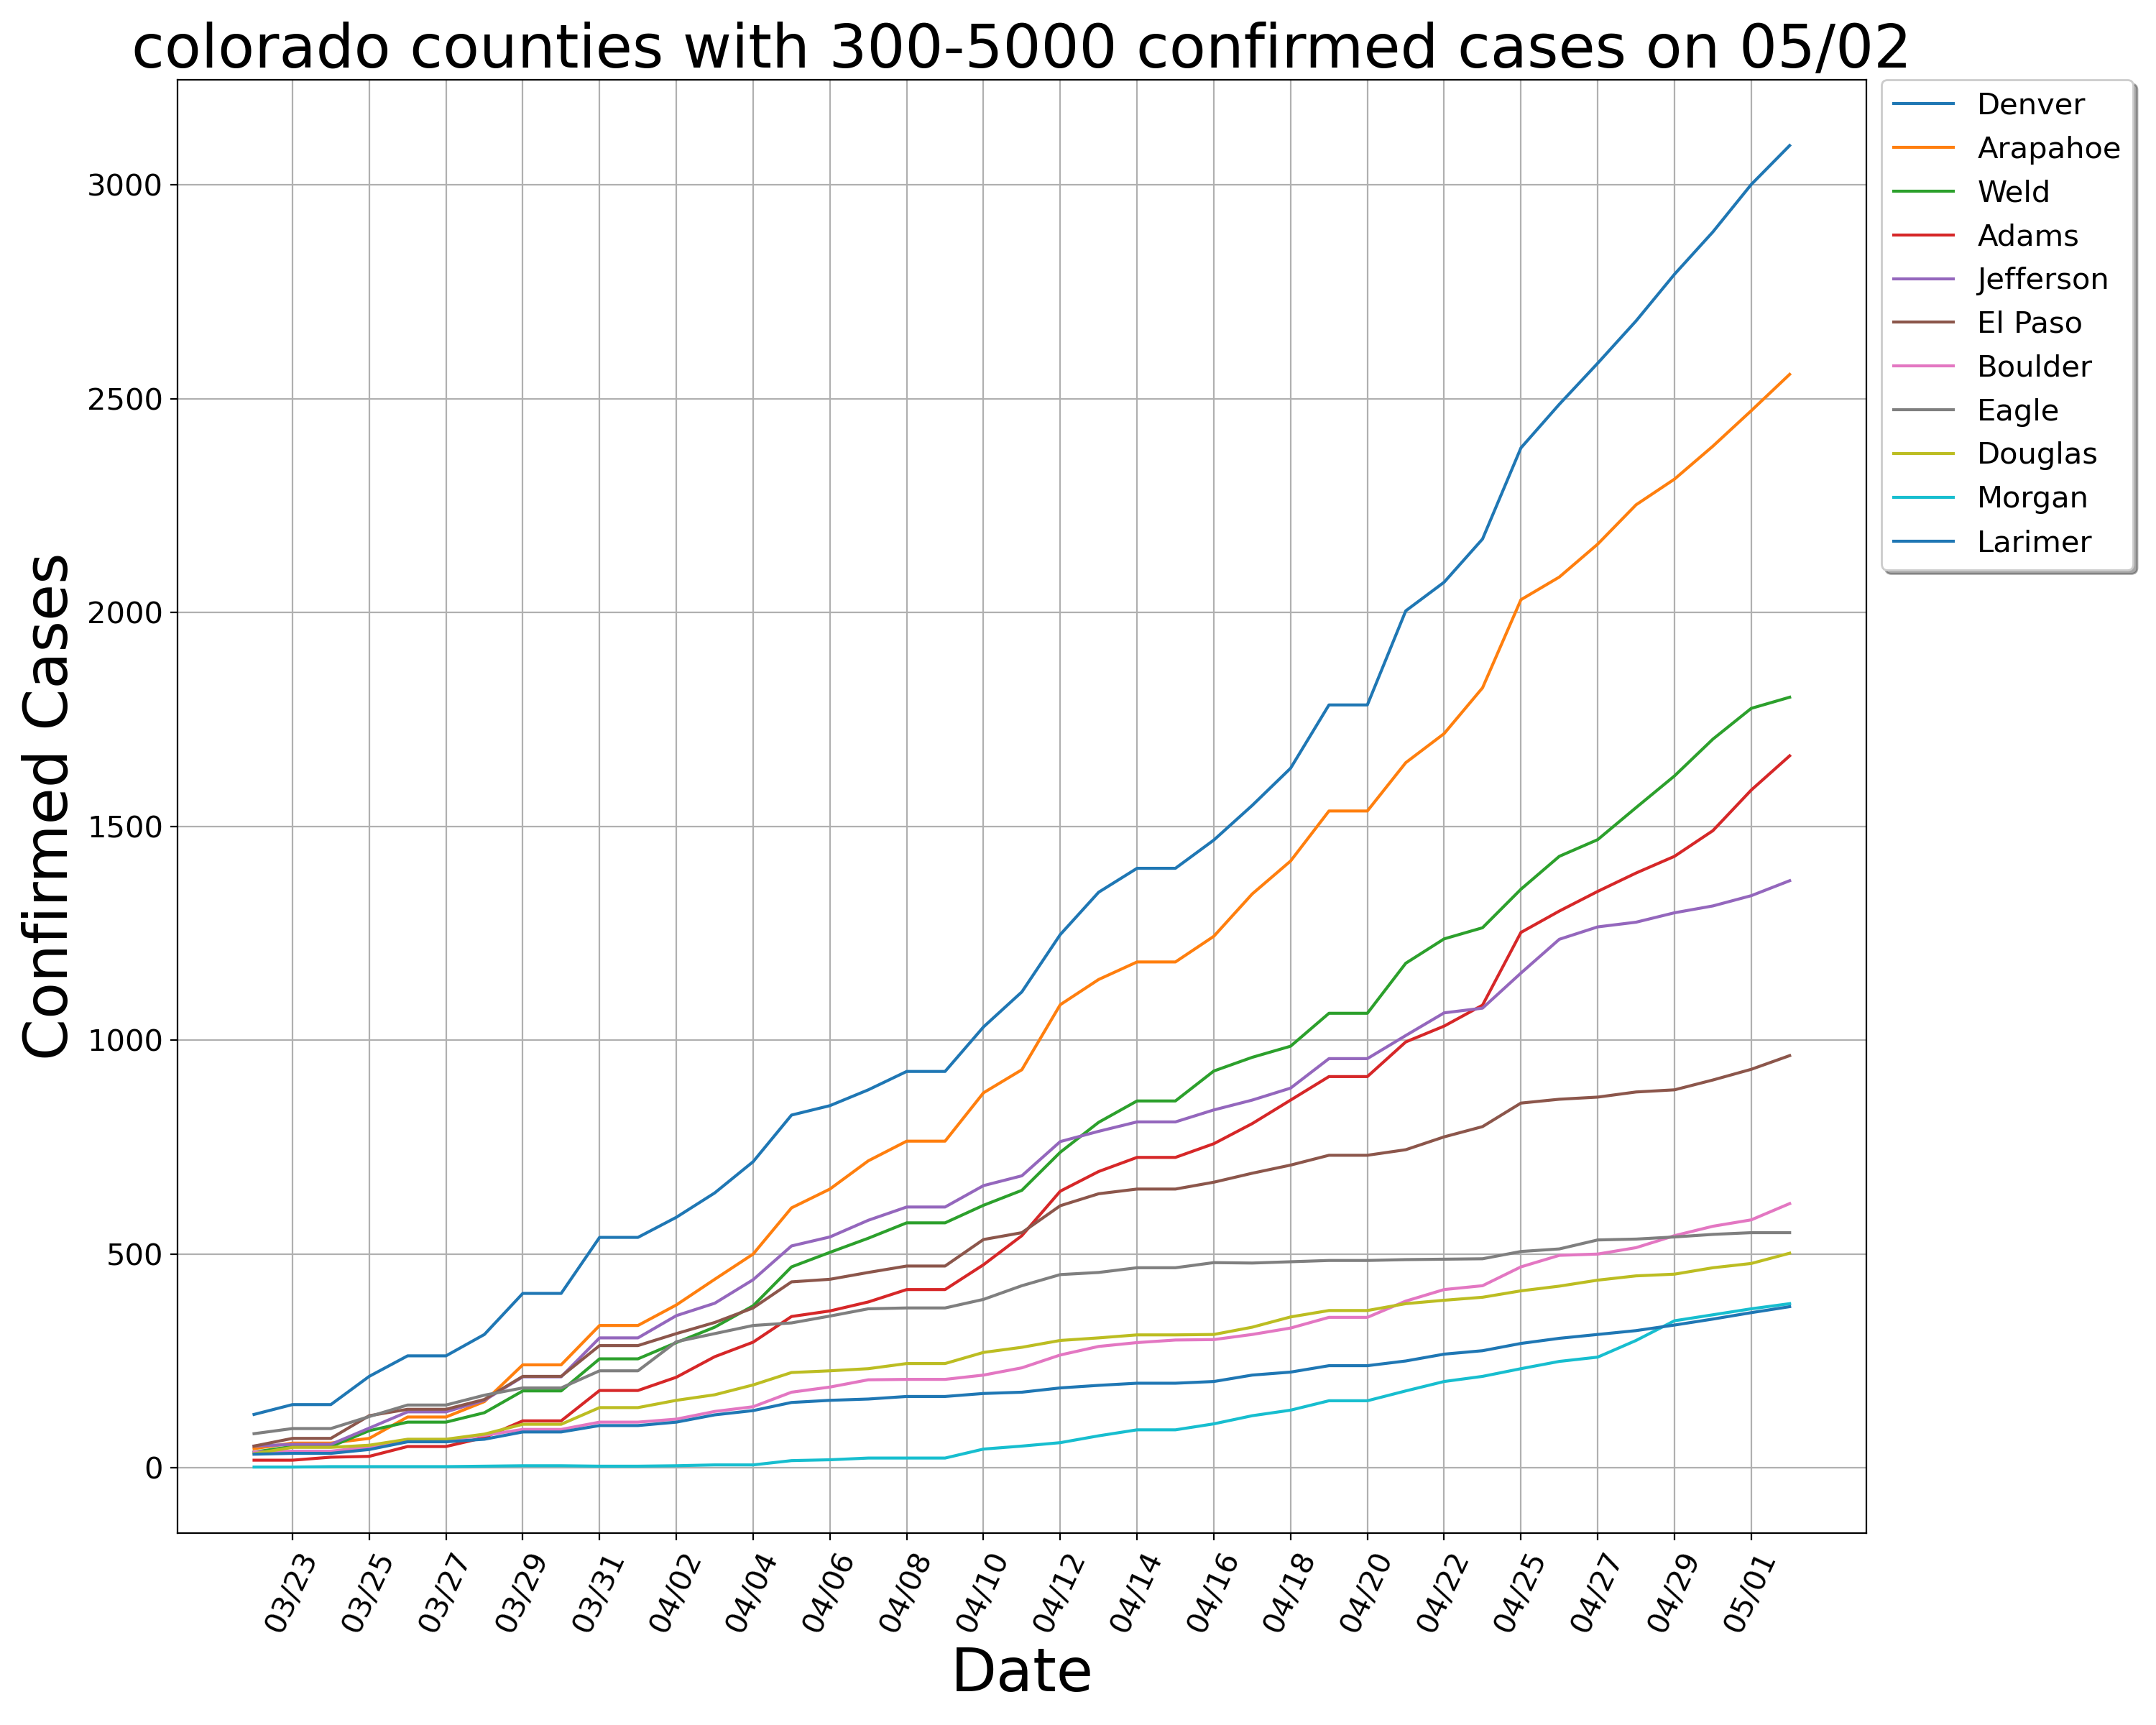 colorado counties with 300-5000 confirmed cases on 05/02
Denver
Arapahoe
Weld
Adams
Jefferson
El Paso
Boulder
Eagle
Douglas
Morgan
Larimer
Confirmed Cases
3000
2500
2000
1500
1000
500
0
03/23
03/25
03/27
03/29
03/31
04/02
04/04
04/06
04/08
04/10
04/12
04/14
04/16
04/18
04/20
04/22
04/25
04/27
04/29
05/01
Date